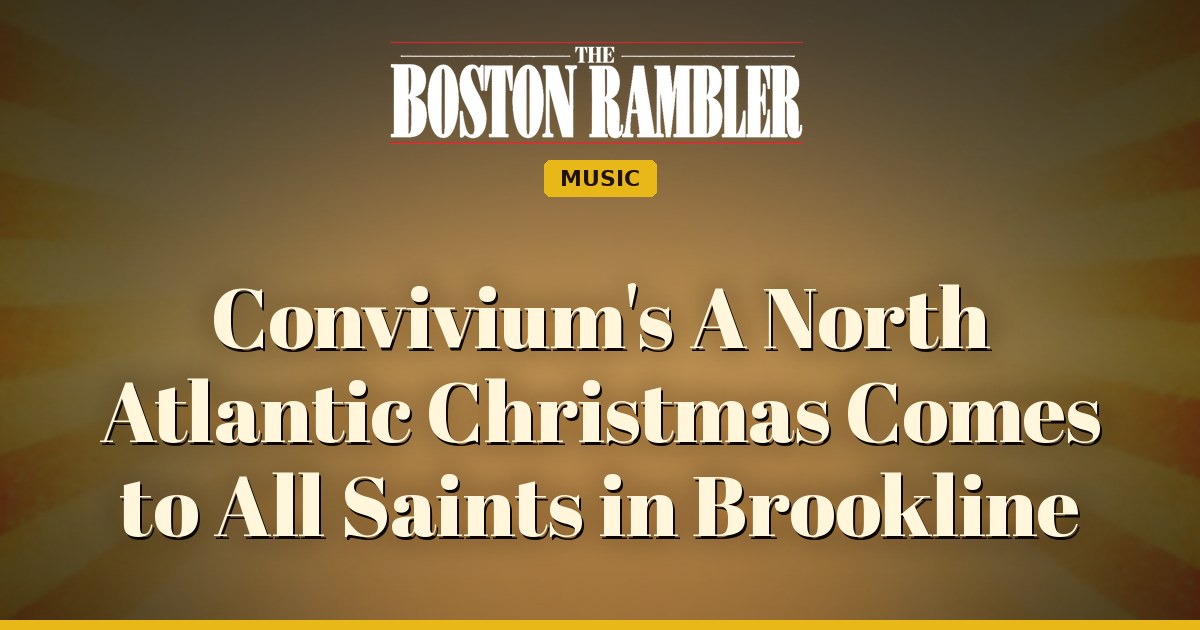 THE
BOSTON RAMBLER
MUSIC
Convivium's A North
Atlantic Christmas Comes
to All Saints in Brookline